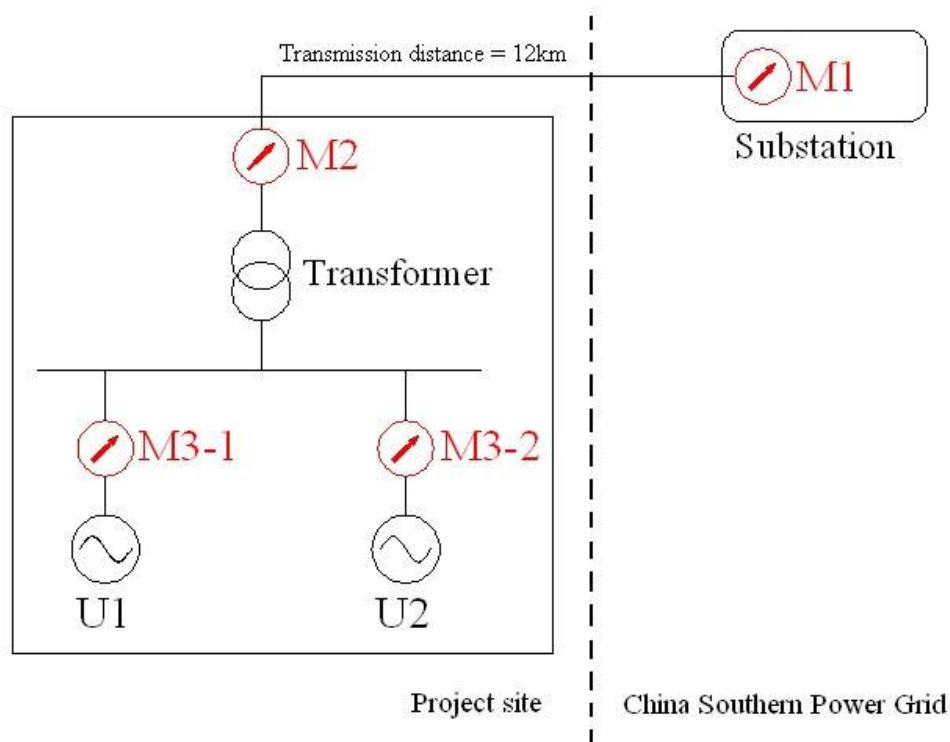 Transmission distance = 12km
M1
Substation
M2
Transformer
M3-1
M3-2
U1
U2
Project site
China Southern Power Grid